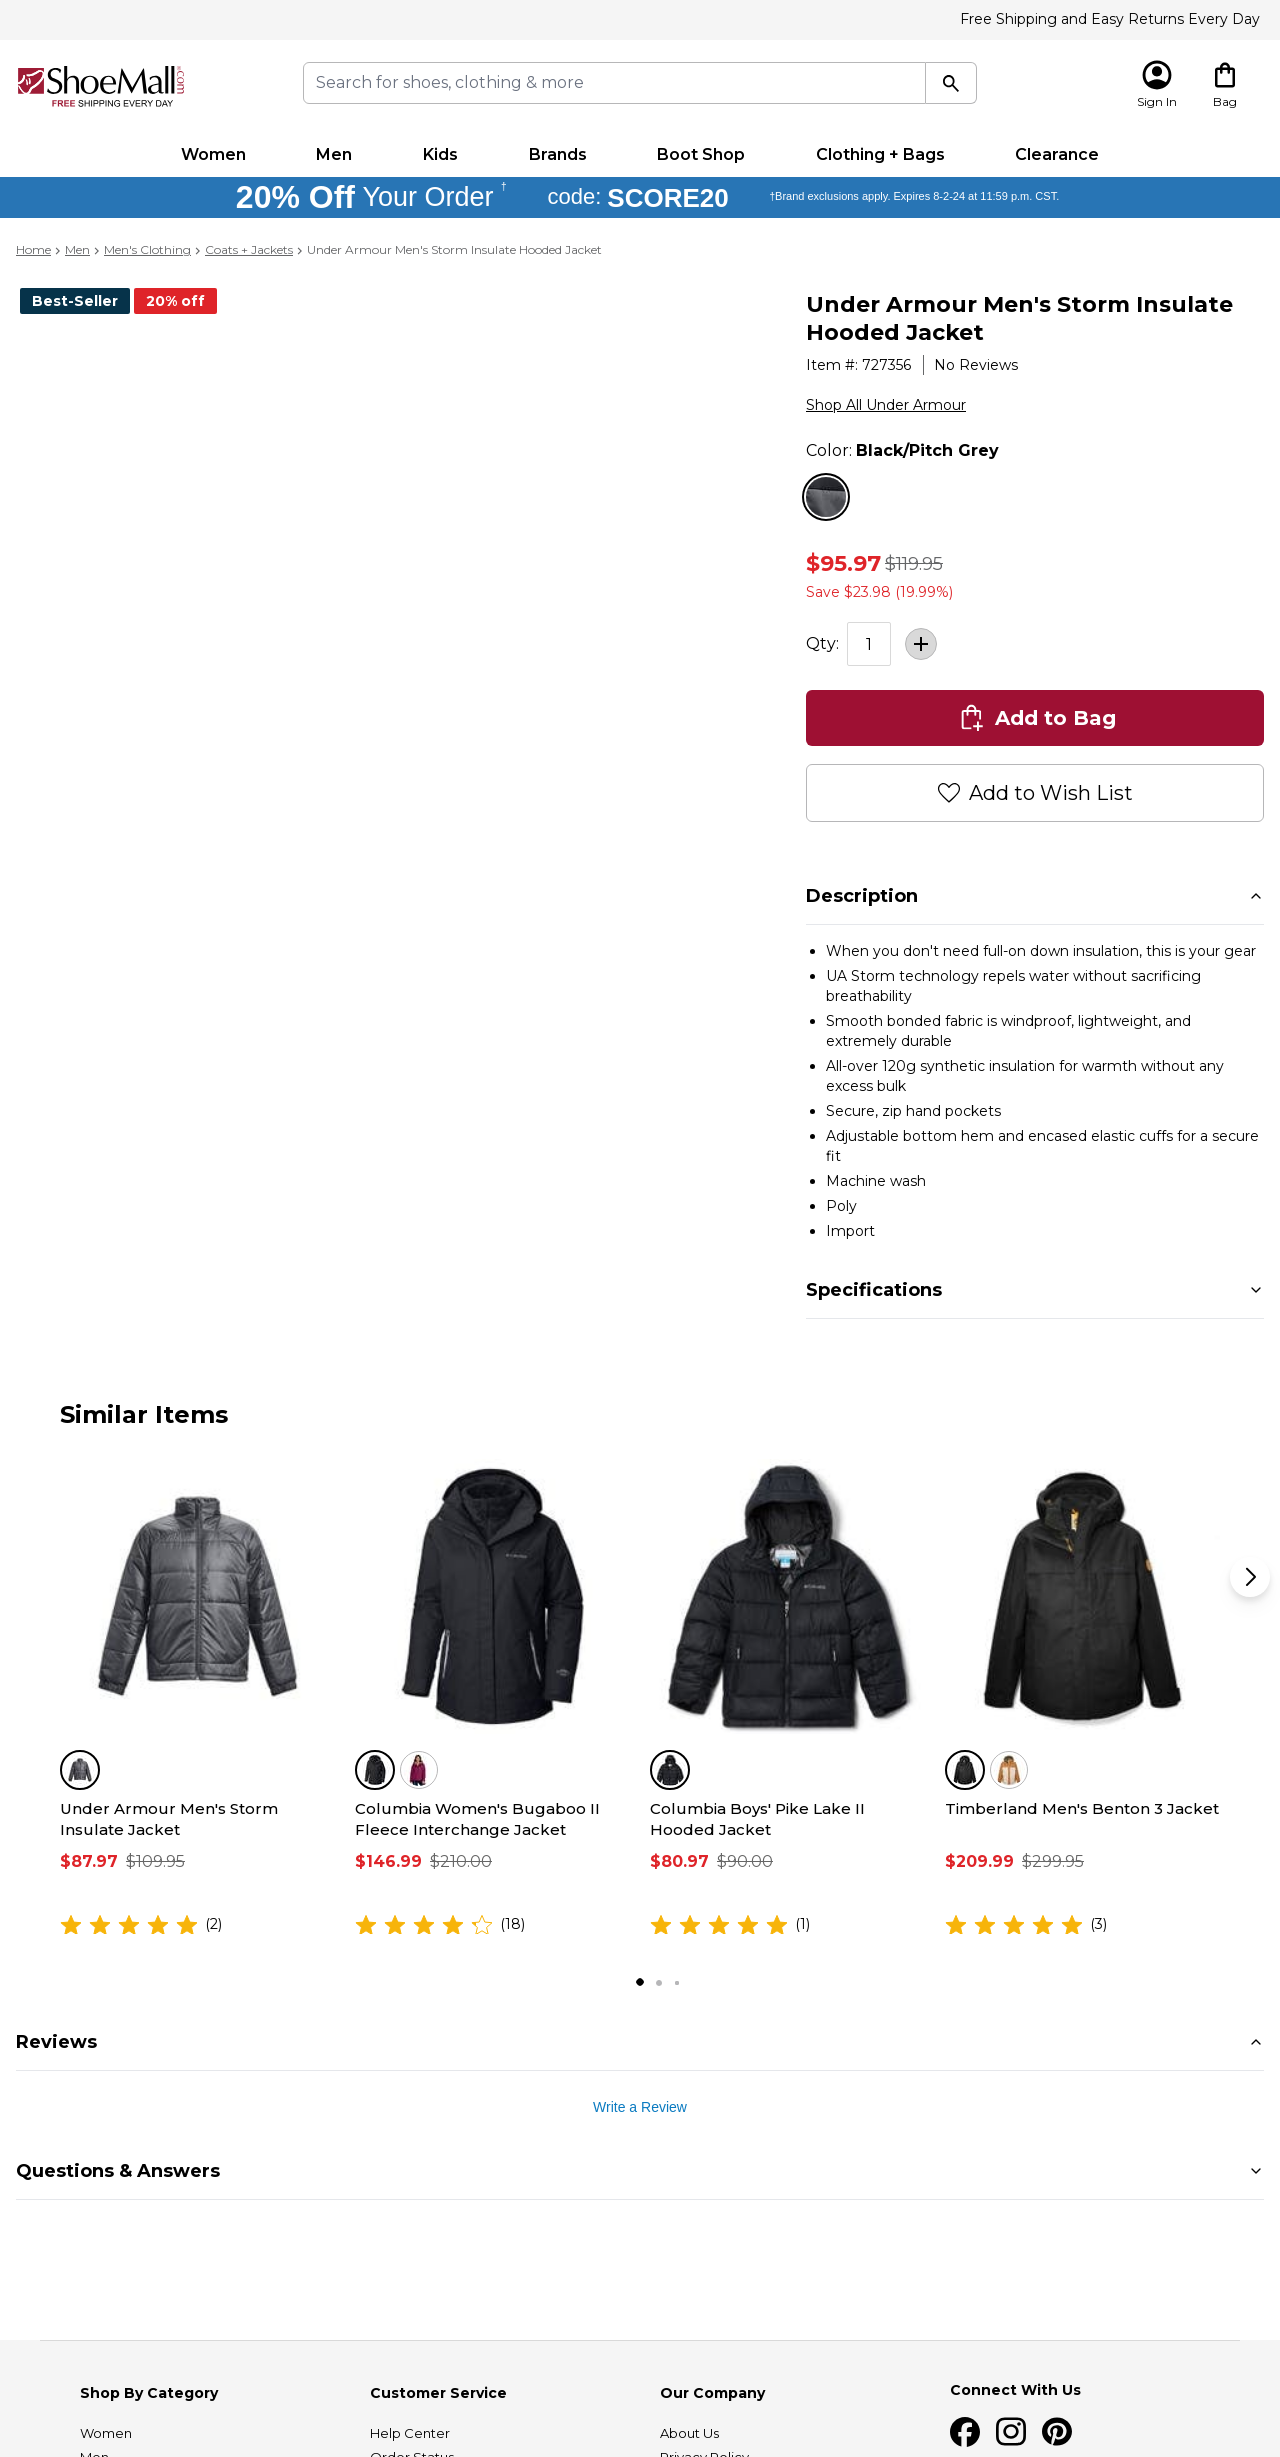 Free Shipping and Easy Returns Every Day
ShoeMall.com
FREE SHIPPING EVERY DAY
Search for shoes, clothing & more
Sign In
Bag
Women
Men
Kids
Brands
Boot Shop
Clothing + Bags
Clearance
20% Off Your Order † code: SCORE20 †Brand exclusions apply. Expires 8-2-24 at 11:59 p.m. CST.
Home > Men > Men's Clothing > Coats + Jackets > Under Armour Men's Storm Insulate Hooded Jacket
Best-Seller
20% off
Under Armour Men's Storm Insulate
Hooded Jacket
Item #: 727356
No Reviews
Shop All Under Armour
Color: Black/Pitch Grey
$95.97 $119.95
Save $23.98 (19.99%)
Qty: 1
Add to Bag
Add to Wish List
Description
When you don't need full-on down insulation, this is your gear
UA Storm technology repels water without sacrificing
breathability
Smooth bonded fabric is windproof, lightweight, and
extremely durable
All-over 120g synthetic insulation for warmth without any
excess bulk
Secure, zip hand pockets
Adjustable bottom hem and encased elastic cuffs for a secure
fit
Machine wash
Poly
Import
Specifications
Similar Items
Under Armour Men's Storm
Insulate Jacket
$87.97 $109.95
(2)
Columbia Women's Bugaboo II
Fleece Interchange Jacket
$146.99 $210.00
(18)
Columbia Boys' Pike Lake II
Hooded Jacket
$80.97 $90.00
(1)
Timberland Men's Benton 3 Jacket
$209.99 $299.95
(3)
Reviews
Write a Review
Questions & Answers
Shop By Category
Women
Men
Customer Service
Help Center
Order Status
Our Company
About Us
Privacy Policy
Connect With Us